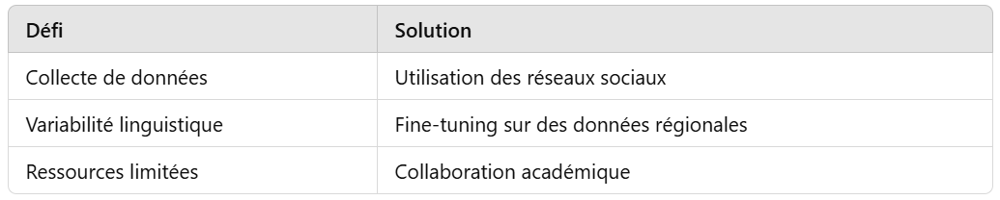 Défi Solution
Collecte de données Utilisation des réseaux sociaux
Variabilité linguistique Fine-tuning sur des données régionales
Ressources limitées Collaboration académique